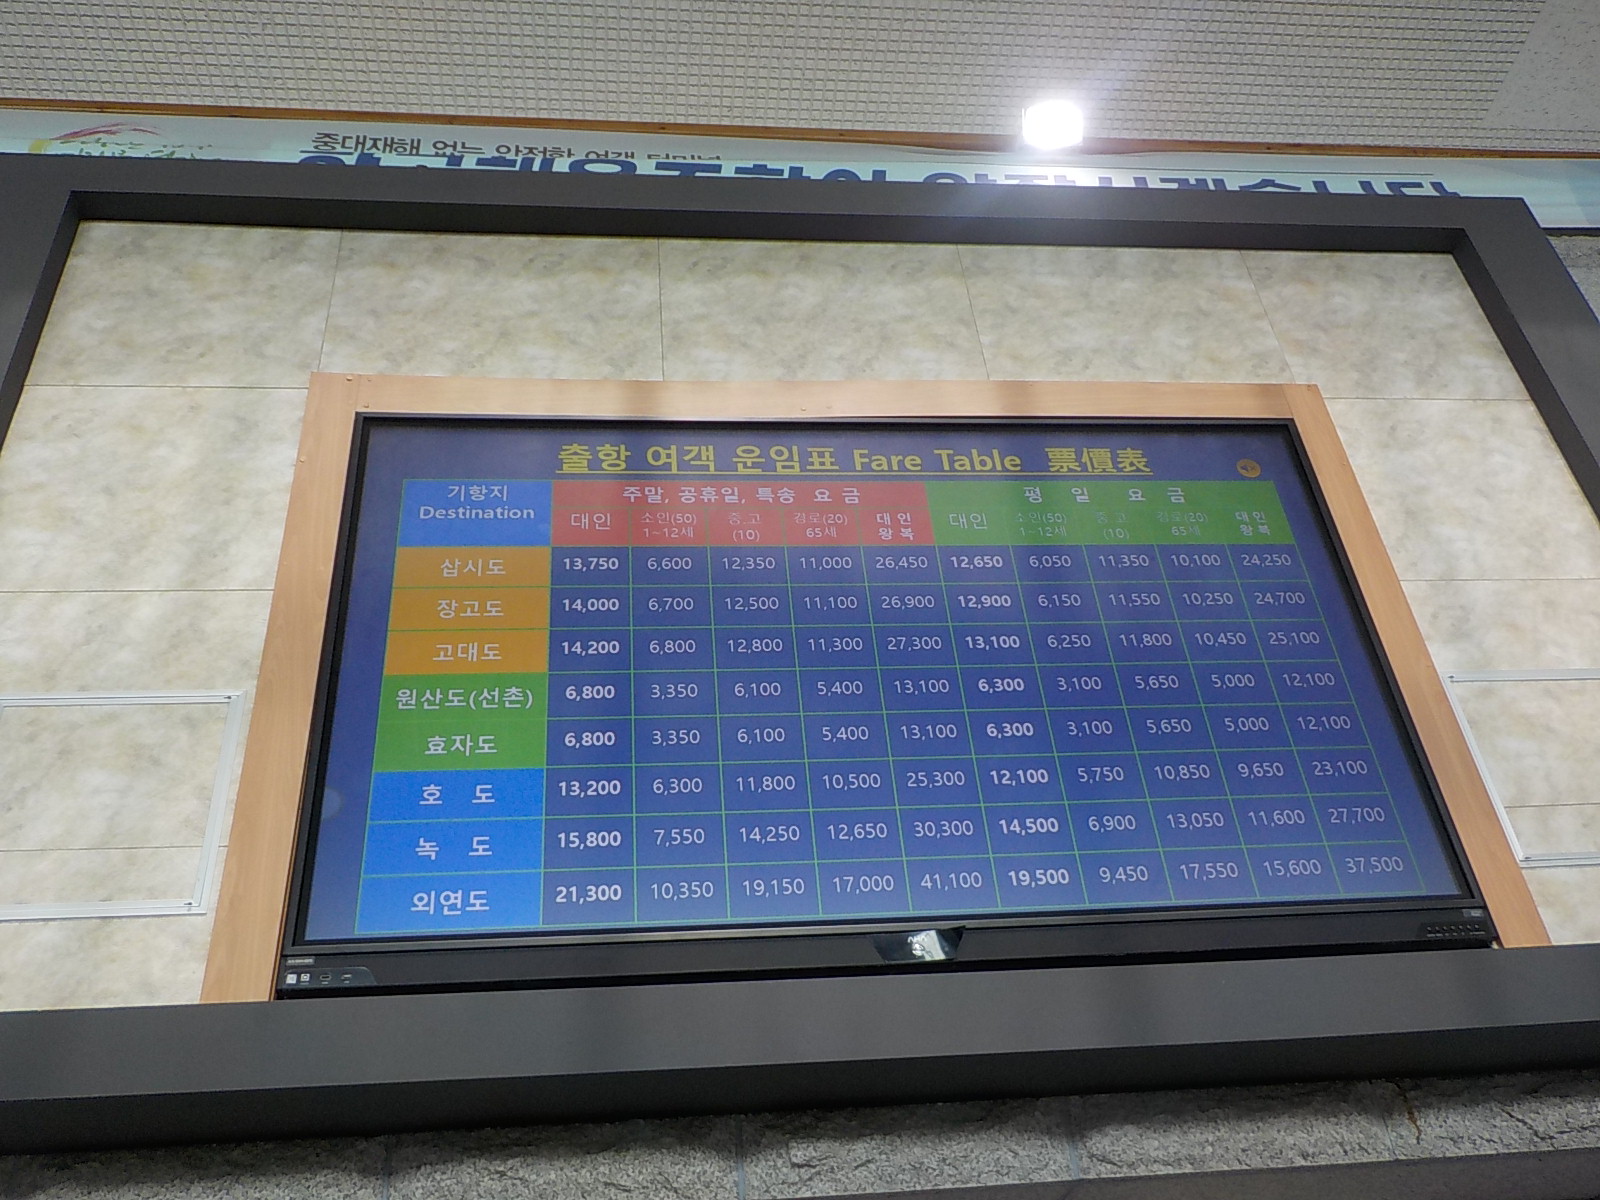 중대재해 없는 안전한 여객 터미널
출항 여객 운임표 Fare Table 票價表
기항지 Destination 주말, 공휴일, 특송 요 금 평 일 요 금
대인 소인(50) 1~12세 중.고 (10) 경로(20) 65세 대인 왕복 대인 소인(50) 1~12세 중.고 (10) 경로(20) 65세 대인 왕복
삽시도 13,750 6,600 12,350 11,000 26,450 12,650 6,050 11,350 10,100 24,250
장고도 14,000 6,700 12,500 11,100 26,900 12,900 6,150 11,550 10,250 24,700
고대도 14,200 6,800 12,800 11,300 27,300 13,100 6,250 11,800 10,450 25,100
원산도(선촌) 6,800 3,350 6,100 5,400 13,100 6,300 3,100 5,650 5,000 12,100
효자도 6,800 3,350 6,100 5,400 13,100 6,300 3,100 5,650 5,000 12,100
호 도 13,200 6,300 11,800 10,500 25,300 12,100 5,750 10,850 9,650 23,100
녹 도 15,800 7,550 14,250 12,650 30,300 14,500 6,900 13,050 11,600 27,700
외연도 21,300 10,350 19,150 17,000 41,100 19,500 9,450 17,550 15,600 37,500